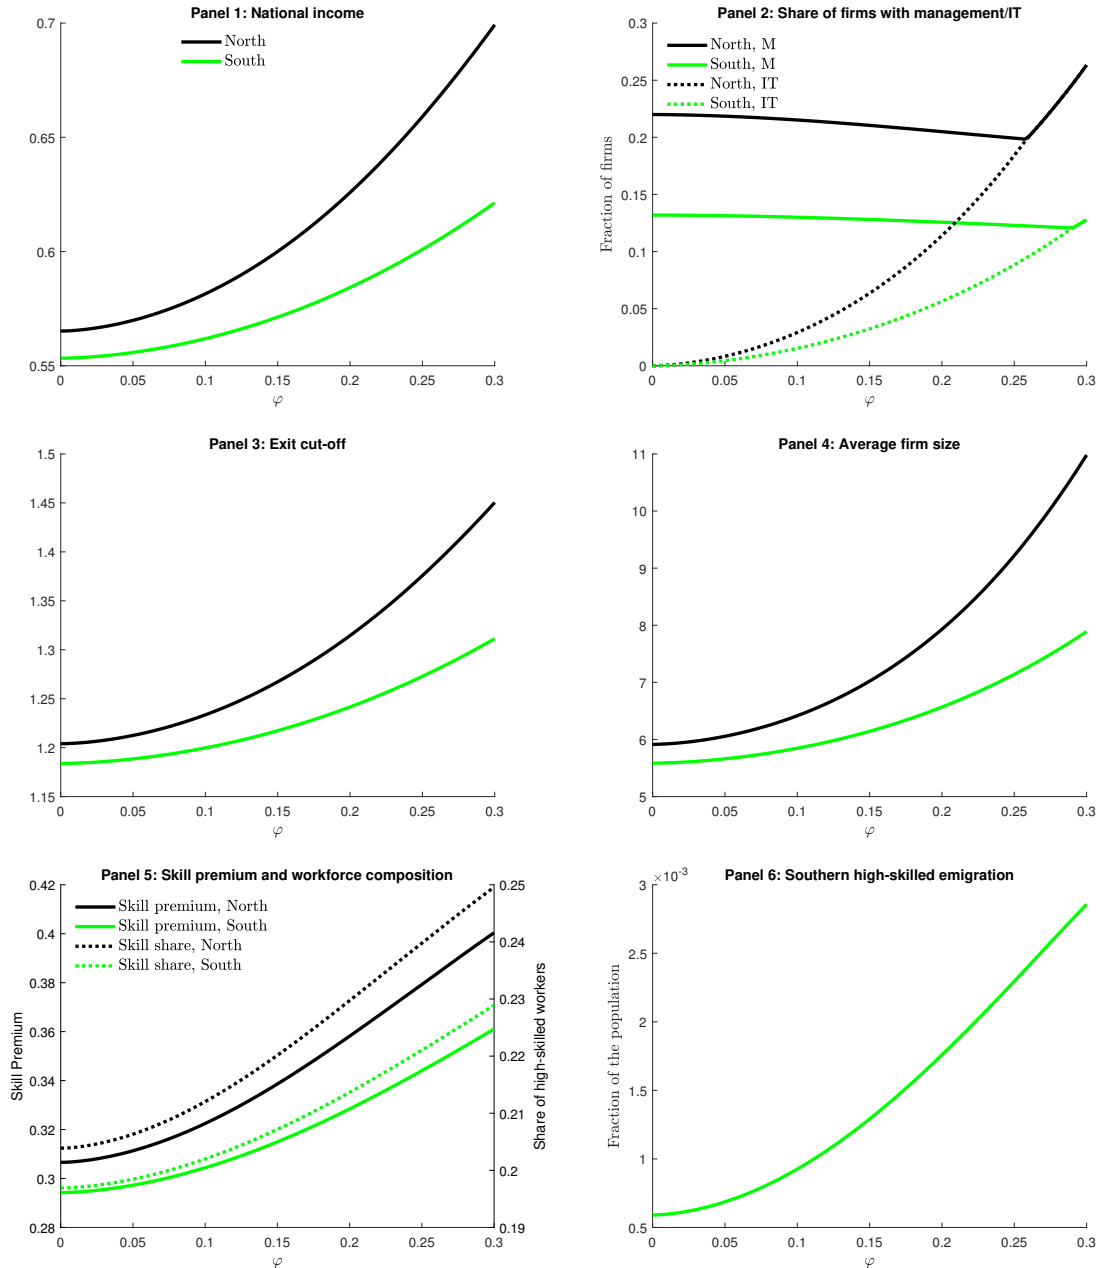 Panel 1: National income
0.7
0.65
0.6
0.55
North
South
0 0.05 0.1 0.15 0.2 0.25 0.3
φ
Panel 2: Share of firms with management/IT
Fraction of firms
0.3
0.25
0.2
0.15
0.1
0.05
0
North, M
South, M
North, IT
South, IT
0 0.05 0.1 0.15 0.2 0.25 0.3
φ
Panel 3: Exit cut-off
1.5
1.45
1.4
1.35
1.3
1.25
1.2
1.15
0 0.05 0.1 0.15 0.2 0.25 0.3
φ
Panel 4: Average firm size
11
10
9
8
7
6
5
0 0.05 0.1 0.15 0.2 0.25 0.3
φ
Panel 5: Skill premium and workforce composition
Skill Premium
0.42
0.4
0.38
0.36
0.34
0.32
0.3
0.28
Skill premium, North
Skill premium, South
Skill share, North
Skill share, South
0.25
0.24
0.23
0.22
0.21
0.2
0.19
Share of high-skilled workers
0 0.05 0.1 0.15 0.2 0.25 0.3
φ
Panel 6: Southern high-skilled emigration
×10⁻³
Fraction of the population
3
2.5
2
1.5
1
0.5
0 0.05 0.1 0.15 0.2 0.25 0.3
φ